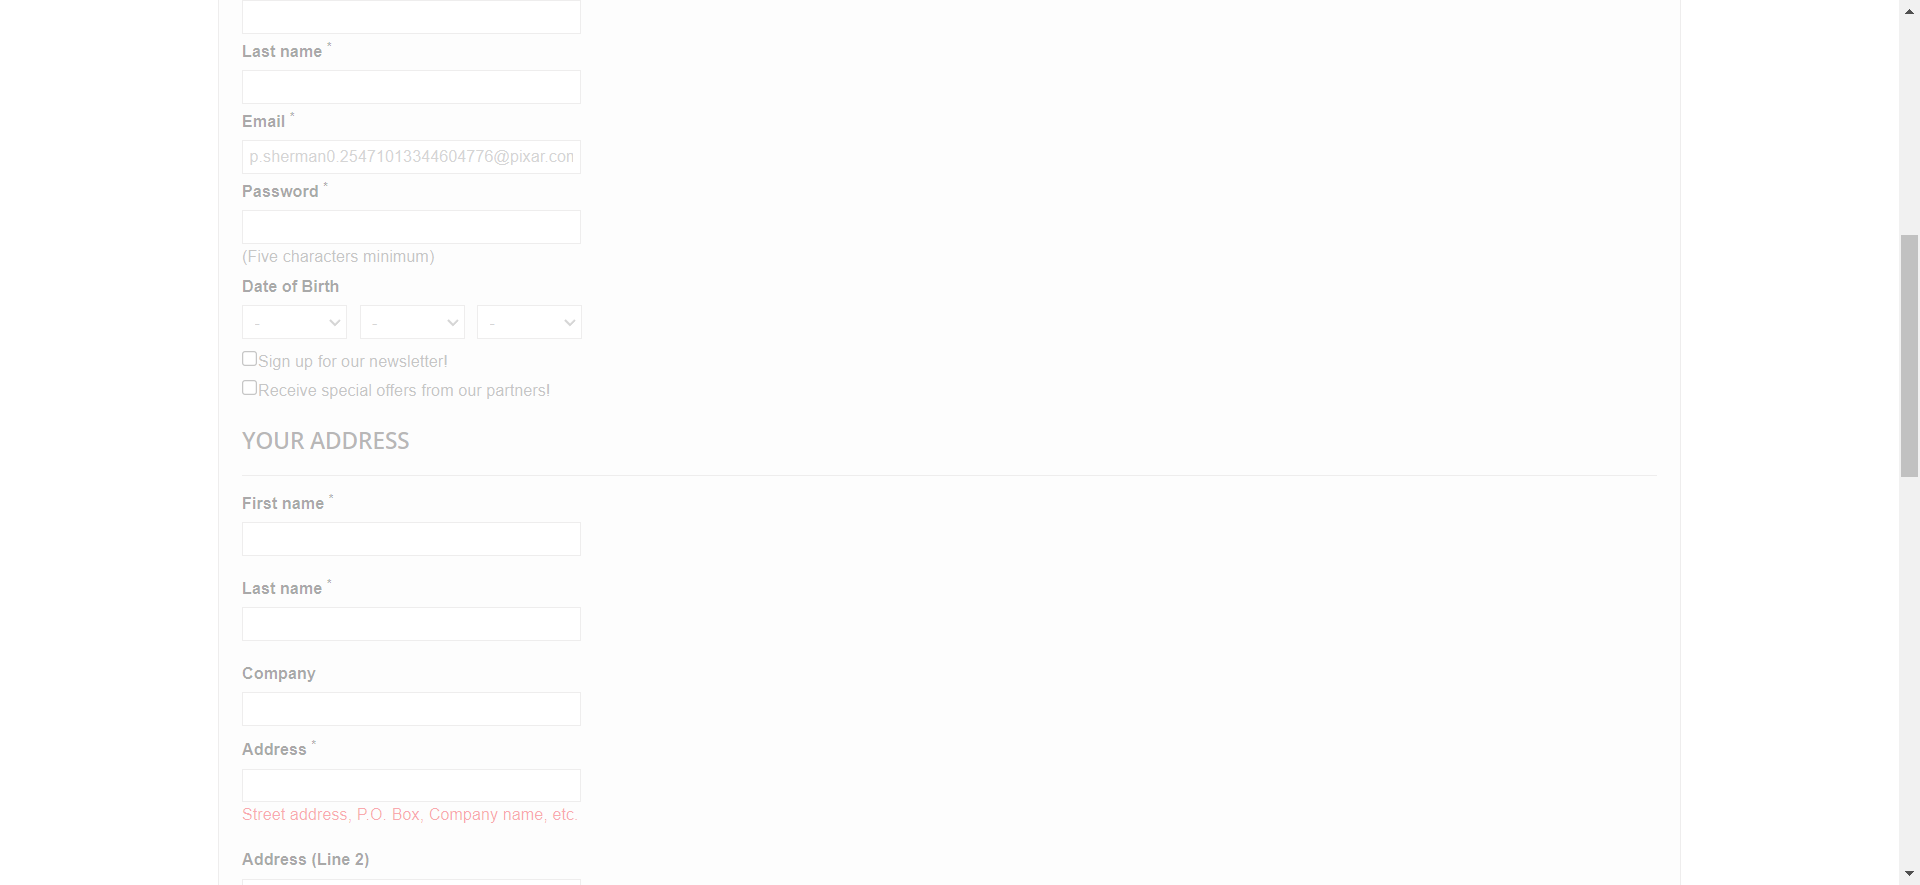 Last name *
Email *
p.sherman0.25471013344604776@pixar.con
Password *
(Five characters minimum)
Date of Birth
- - -
Sign up for our newsletter!
Receive special offers from our partners!
YOUR ADDRESS
First name *
Last name *
Company
Address *
Street address, P.O. Box, Company name, etc.
Address (Line 2)